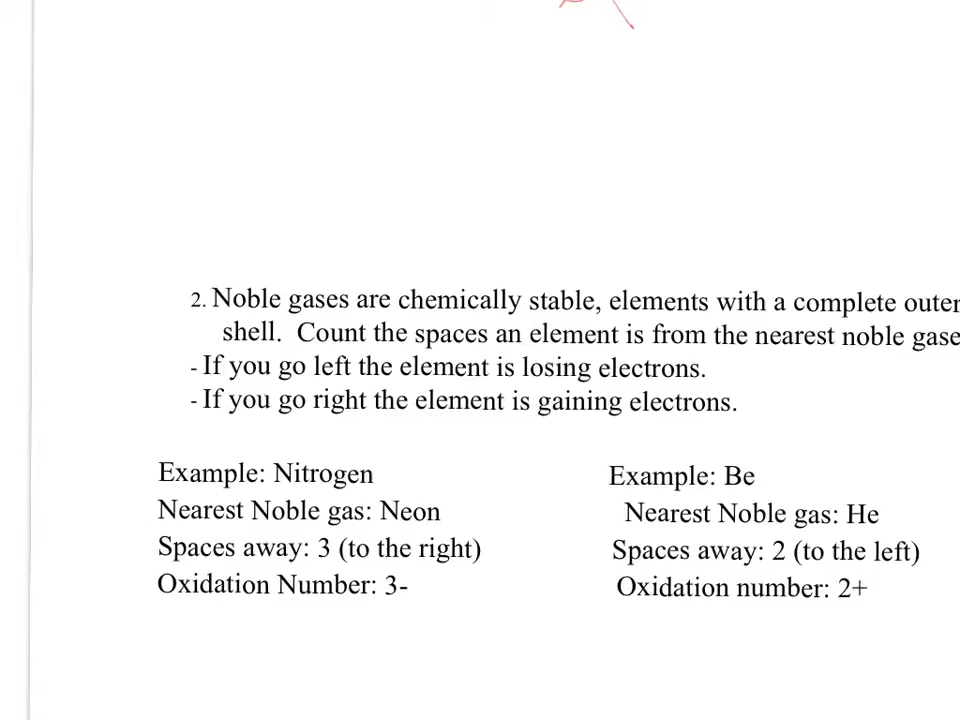 2. Noble gases are chemically stable, elements with a complete outer
shell. Count the spaces an element is from the nearest noble gase
- If you go left the element is losing electrons.
- If you go right the element is gaining electrons.
Example: Nitrogen
Nearest Noble gas: Neon
Spaces away: 3 (to the right)
Oxidation Number: 3-
Example: Be
Nearest Noble gas: He
Spaces away: 2 (to the left)
Oxidation number: 2+